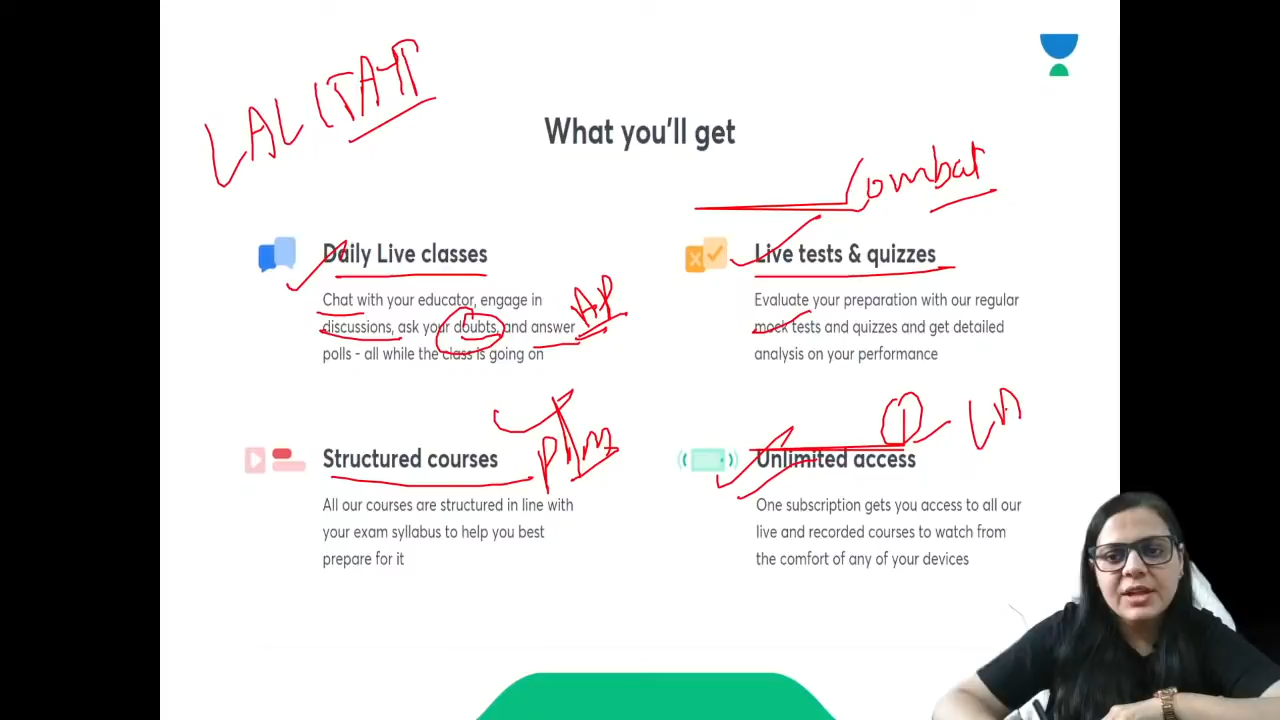 What you'll get
Combat
Daily Live classes
Chat with your educator, engage in
discussions, ask your doubts, and answer
polls - all while the class is going on
AP
Live tests & quizzes
Evaluate your preparation with our regular
mock tests and quizzes and get detailed
analysis on your performance
Structured courses
All our courses are structured in line with
your exam syllabus to help you best
prepare for it
Unlimited access
One subscription gets you access to all our
live and recorded courses to watch from
the comfort of any of your devices